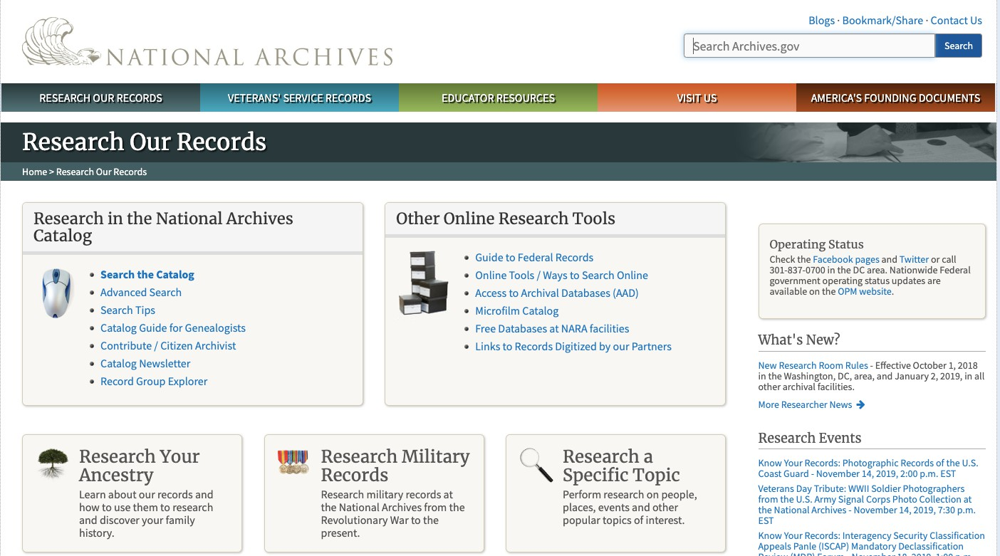 Blogs · Bookmark/Share · Contact Us
NATIONAL ARCHIVES
Search Archives.gov
Search
RESEARCH OUR RECORDS
VETERANS' SERVICE RECORDS
EDUCATOR RESOURCES
VISIT US
AMERICA'S FOUNDING DOCUMENTS
Research Our Records
Home > Research Our Records
Research in the National Archives
Catalog
Search the Catalog
Advanced Search
Search Tips
Catalog Guide for Genealogists
Contribute / Citizen Archivist
Catalog Newsletter
Record Group Explorer
Other Online Research Tools
Guide to Federal Records
Online Tools / Ways to Search Online
Access to Archival Databases (AAD)
Microfilm Catalog
Free Databases at NARA facilities
Links to Records Digitized by our Partners
Research Your
Ancestry
Learn about our records and
how to use them to research
and discover your family
history.
Research Military
Records
Research military records at
the National Archives from the
Revolutionary War to the
present.
Research a
Specific Topic
Perform research on people,
places, events and other
popular topics of interest.
Operating Status
Check the Facebook pages and Twitter or call
301-837-0700 in the DC area. Nationwide Federal
government operating status updates are
available on the OPM website.
What's New?
New Research Room Rules - Effective October 1, 2018
in the Washington, DC, area, and January 2, 2019, in all
other archival facilities.
More Researcher News
Research Events
Know Your Records: Photographic Records of the U.S.
Coast Guard - November 14, 2019, 2:00 p.m. EST
Veterans Day Tribute: WWII Soldier Photographers
from the U.S. Army Signal Corps Photo Collection at
the National Archives - November 14, 2019, 7:30 p.m.
EST
Know Your Records: Interagency Security Classification
Appeals Panle (ISCAP) Mandatory Declassification